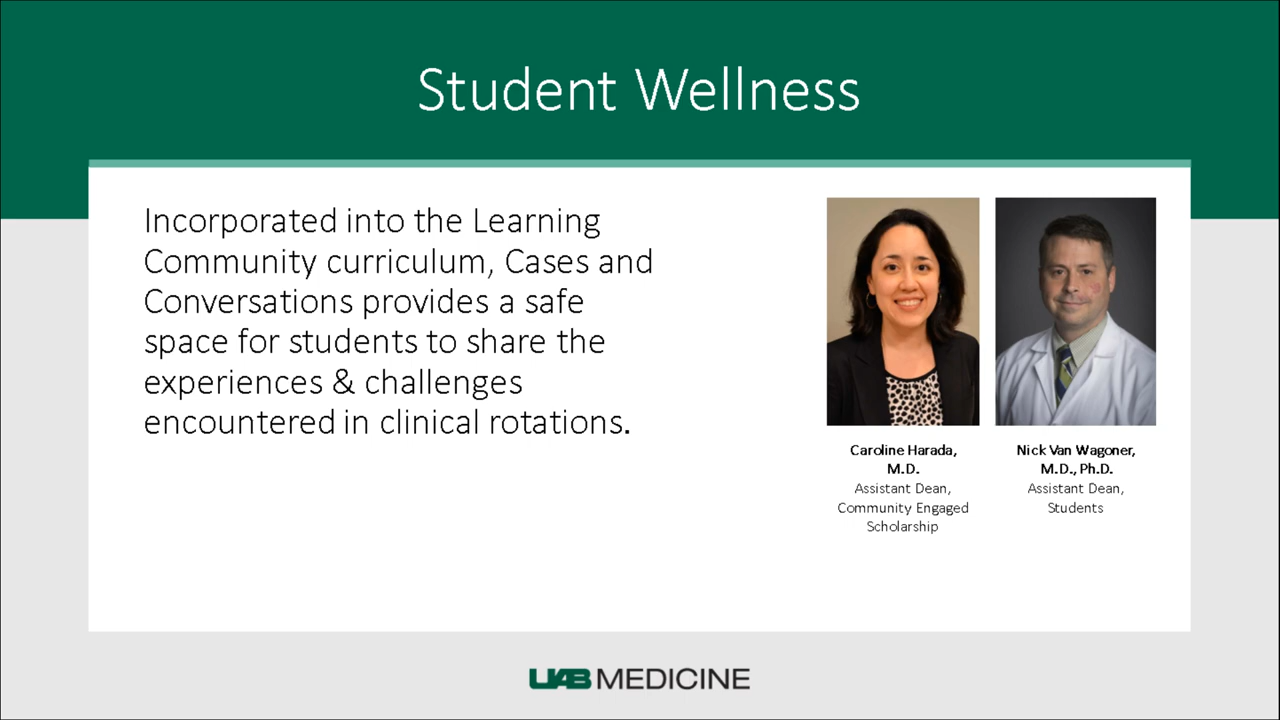 Student Wellness
Incorporated into the Learning
Community curriculum, Cases and
Conversations provides a safe
space for students to share the
experiences & challenges
encountered in clinical rotations.
Caroline Harada,
M.D.
Assistant Dean,
Community Engaged
Scholarship
Nick Van Wagoner,
M.D., Ph.D.
Assistant Dean,
Students
UAB MEDICINE